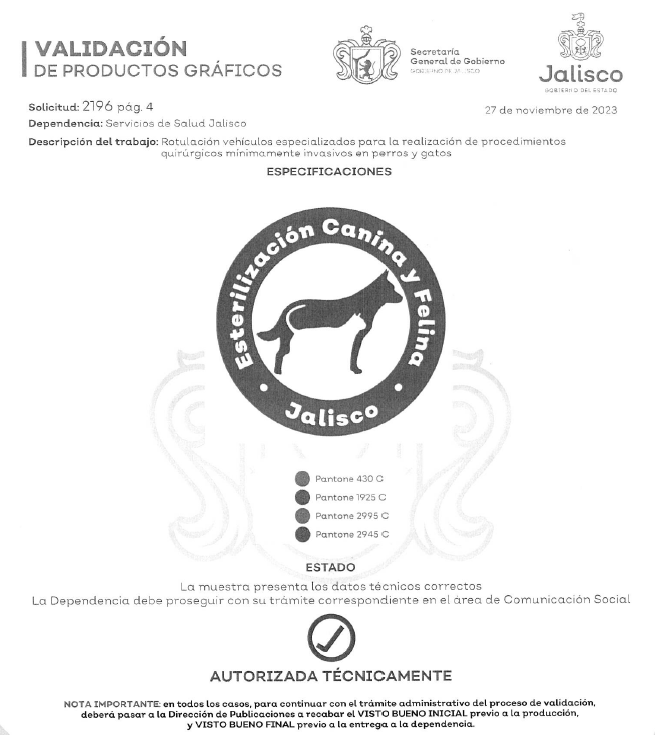 VALIDACIÓN
DE PRODUCTOS GRÁFICOS
Secretaría
General de Gobierno
GOBIERNO DE JALISCO
Jalisco
GOBIERNO DEL ESTADO
Solicitud: 2196 pág. 4
27 de noviembre de 2023
Dependencia: Servicios de Salud Jalisco
Descripción del trabajo: Rotulación vehículos especializados para la realización de procedimientos
quirúrgicos mínimamente invasivos en perros y gatos
ESPECIFICACIONES
Esterilización Canina y Felina
Jalisco
Pantone 430 C
Pantone 1925 C
Pantone 2995 C
Pantone 2945 C
ESTADO
La muestra presenta los datos técnicos correctos
La Dependencia debe proseguir con su trámite correspondiente en el área de Comunicación Social
AUTORIZADA TÉCNICAMENTE
NOTA IMPORTANTE: en todos los casos, para continuar con el trámite administrativo del proceso de validación,
deberá pasar a la Dirección de Publicaciones a recabar el VISTO BUENO INICIAL previo a la producción,
y VISTO BUENO FINAL previo a la entrega a la dependencia.